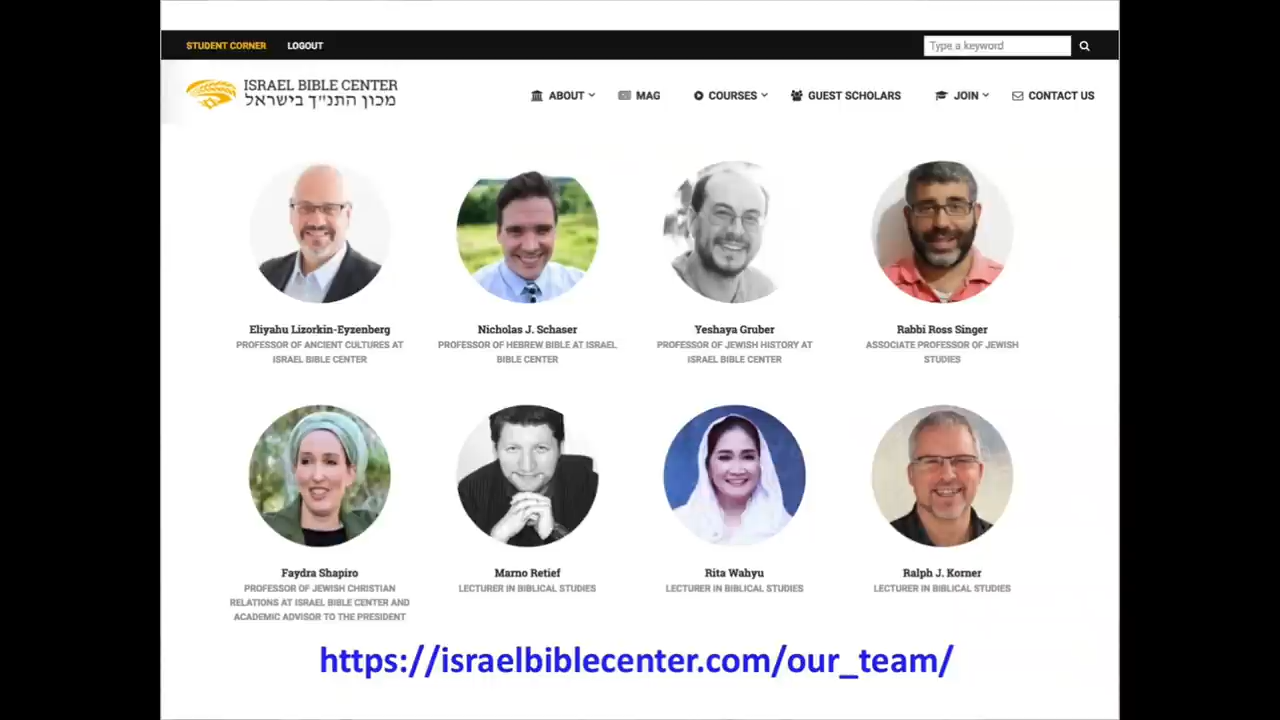 STUDENT CORNER LOGOUT Type a keyword
ISRAEL BIBLE CENTER
מכון התנ"ך בישראל
ABOUT MAG COURSES GUEST SCHOLARS JOIN CONTACT US
Eliyahu Lizorkin-Eyzenberg
PROFESSOR OF ANCIENT CULTURES AT
ISRAEL BIBLE CENTER
Nicholas J. Schaser
PROFESSOR OF HEBREW BIBLE AT ISRAEL
BIBLE CENTER
Yeshaya Gruber
PROFESSOR OF JEWISH HISTORY AT
ISRAEL BIBLE CENTER
Rabbi Ross Singer
ASSOCIATE PROFESSOR OF JEWISH
STUDIES
Faydra Shapiro
PROFESSOR OF JEWISH CHRISTIAN
RELATIONS AT ISRAEL BIBLE CENTER AND
ACADEMIC ADVISOR TO THE PRESIDENT
Marno Retief
LECTURER IN BIBLICAL STUDIES
Rita Wahyu
LECTURER IN BIBLICAL STUDIES
Ralph J. Korner
LECTURER IN BIBLICAL STUDIES
https://israelbiblecenter.com/our_team/